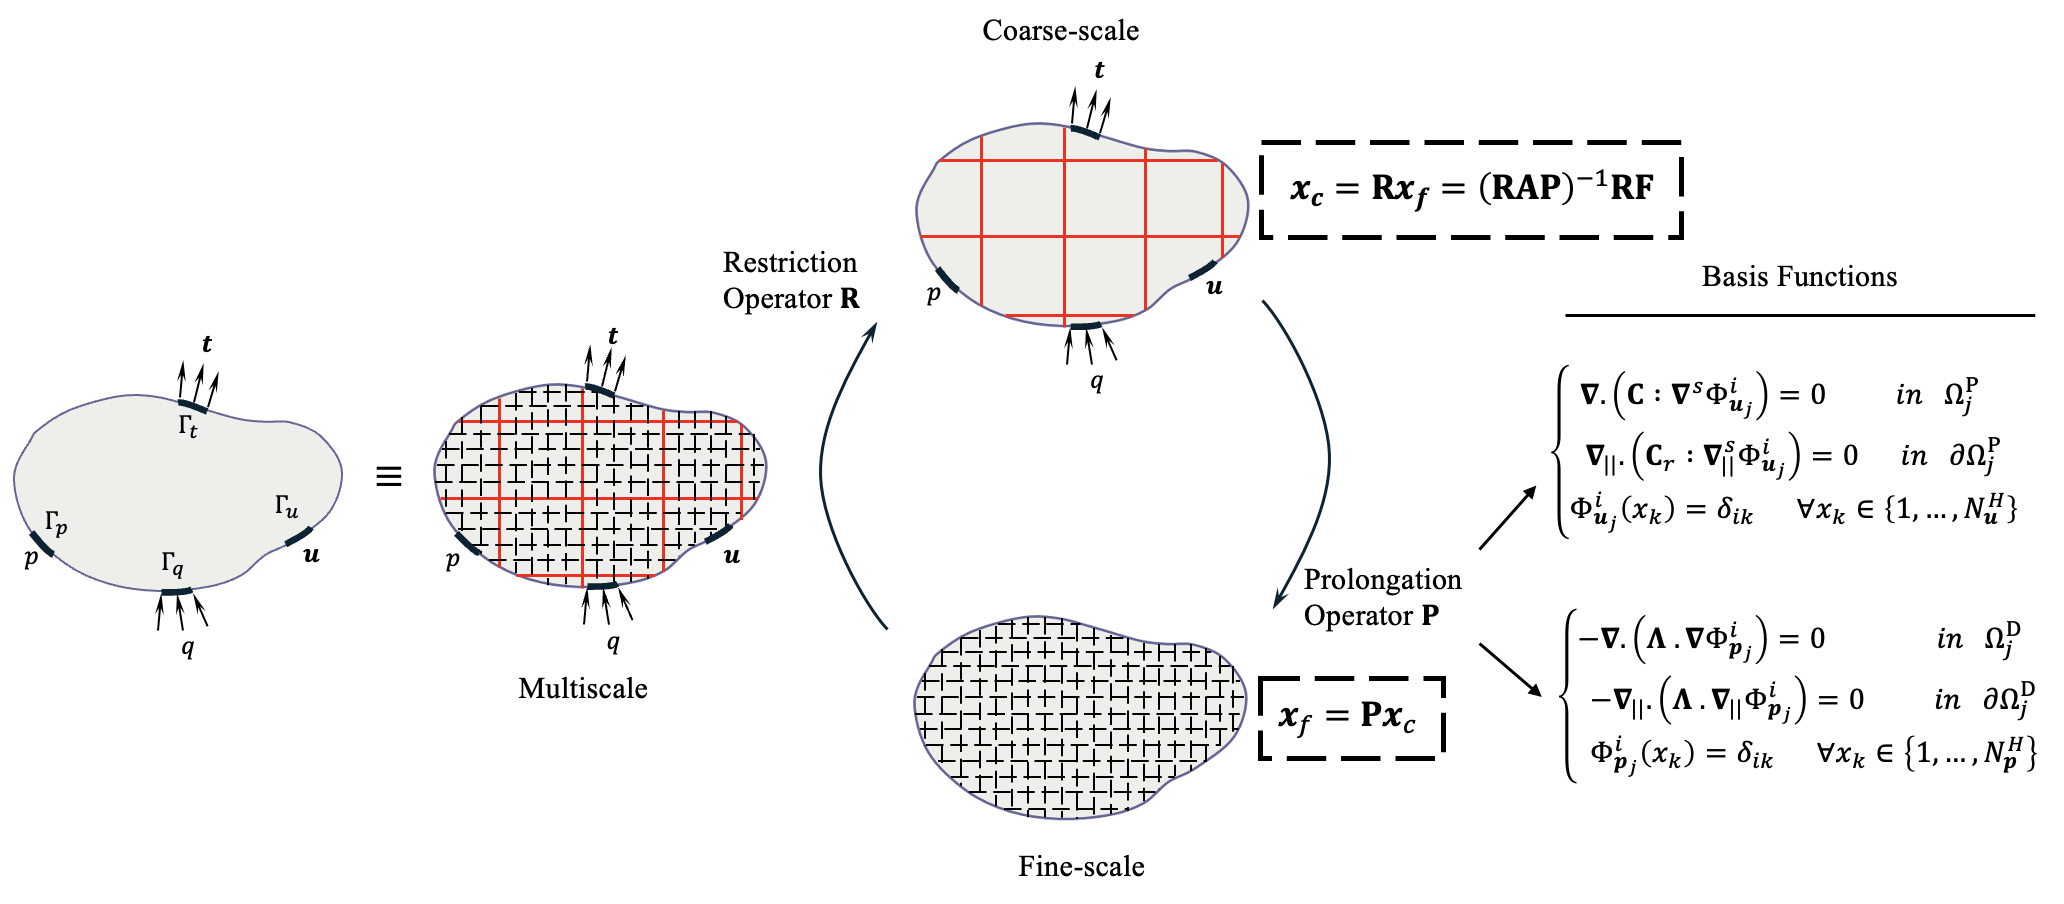 Coarse-scale
t
p
u
q
𝒙_c = 𝐑𝒙_f = (𝐑𝐀𝐏)^{−1}𝐑𝐅
Restriction
Operator R
Basis Functions
t
Γ_t
Γ_p
p
Γ_u
u
Γ_q
q
≡
t
p
u
q
Multiscale
Prolongation
Operator P
𝒙_f = 𝐏𝒙_c
Fine-scale
𝛁.(𝐂 : 𝛁^s Φ^i_{𝒖_j}) = 0 in Ω^P_j
𝛁_{||}.(𝐂_r : 𝛁^s_{||} Φ^i_{𝒖_j}) = 0 in ∂Ω^P_j
Φ^i_{𝒖_j}(x_k) = δ_{ik} ∀x_k ∈ {1, …, N^H_𝒖}
−𝛁.(𝚲 . 𝛁Φ^i_{𝒑_j}) = 0 in Ω^D_j
−𝛁_{||}.(𝚲 . 𝛁_{||}Φ^i_{𝒑_j}) = 0 in ∂Ω^D_j
Φ^i_{𝒑_j}(x_k) = δ_{ik} ∀x_k ∈ {1, …, N^H_𝒑}